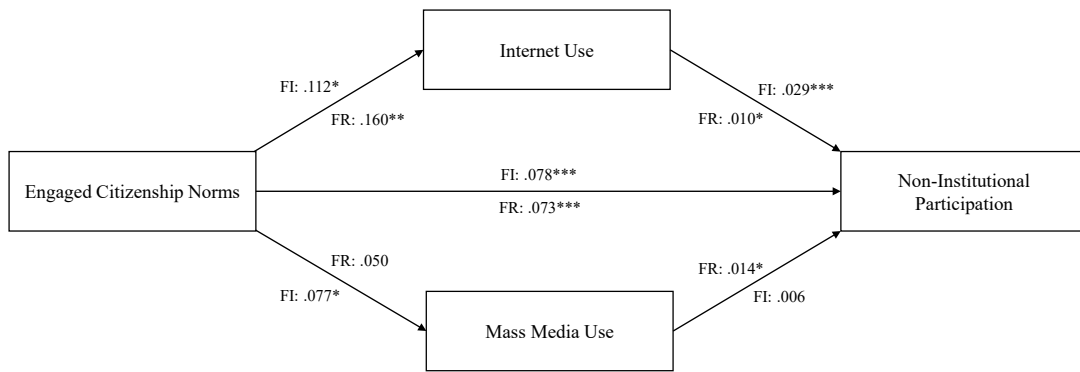 Internet Use
FI: .112*
FI: .029***
FR: .160**
FR: .010*
Engaged Citizenship Norms
FI: .078***
FR: .073***
Non-Institutional
Participation
FR: .050
FR: .014*
FI: .077*
FI: .006
Mass Media Use